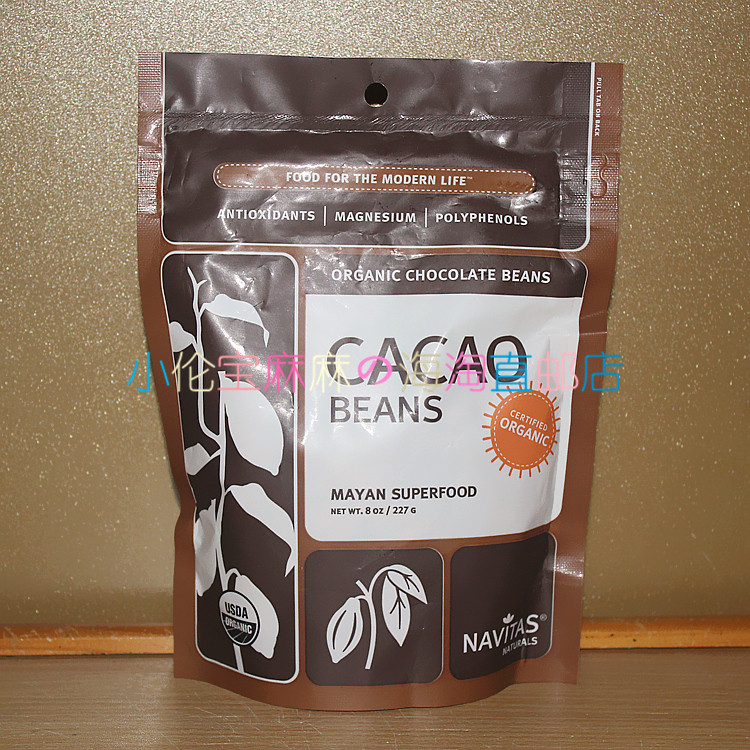 PULL TAB ON BACK
FOOD FOR THE MODERN LIFE™
ANTIOXIDANTS | MAGNESIUM | POLYPHENOLS
ORGANIC CHOCOLATE BEANS
CACAO
小伦宝麻麻の海淘直邮店
BEANS
CERTIFIED
ORGANIC
MAYAN SUPERFOOD
NET WT. 8 OZ / 227 G
USDA
ORGANIC
NAVITAS®
NATURALS